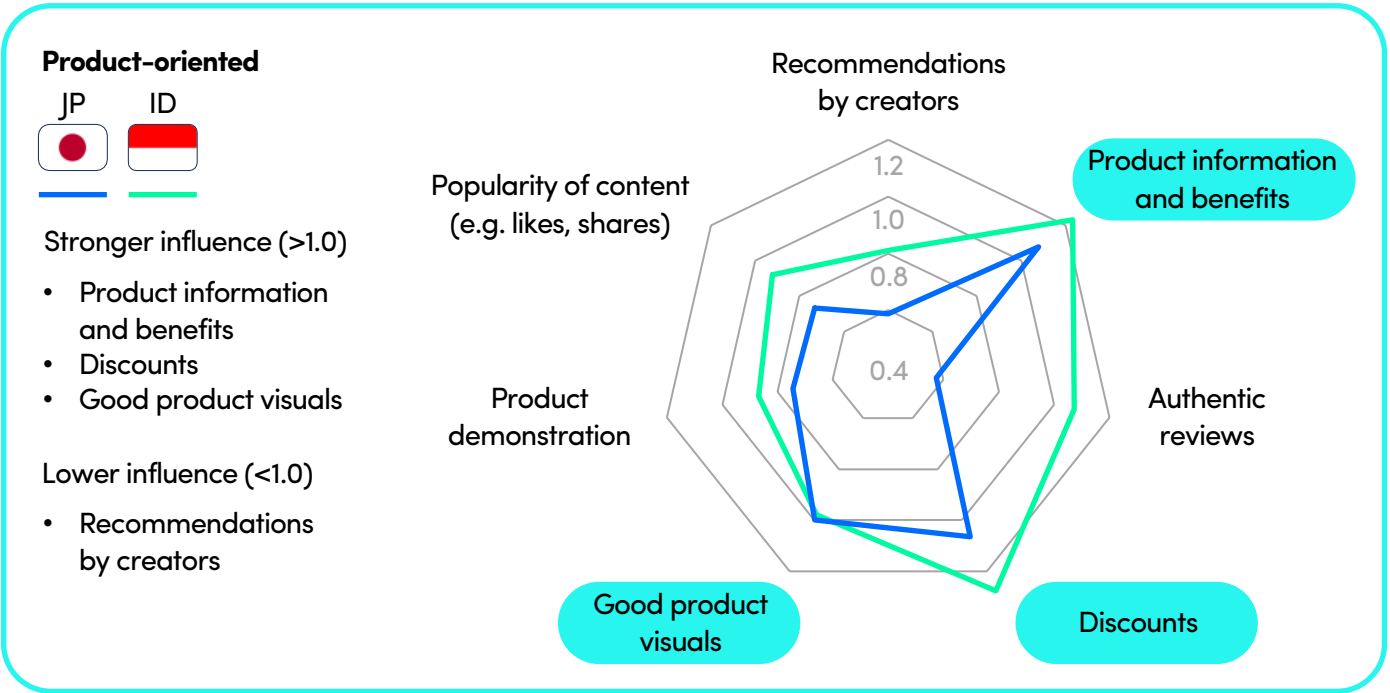 Product-oriented
JP
ID
Stronger influence (>1.0)
• Product information
and benefits
• Discounts
• Good product visuals
Lower influence (<1.0)
• Recommendations
by creators
Recommendations
by creators
Product information
and benefits
Authentic
reviews
Discounts
Good product
visuals
Product
demonstration
Popularity of content
(e.g. likes, shares)
1.2
1.0
0.8
0.4